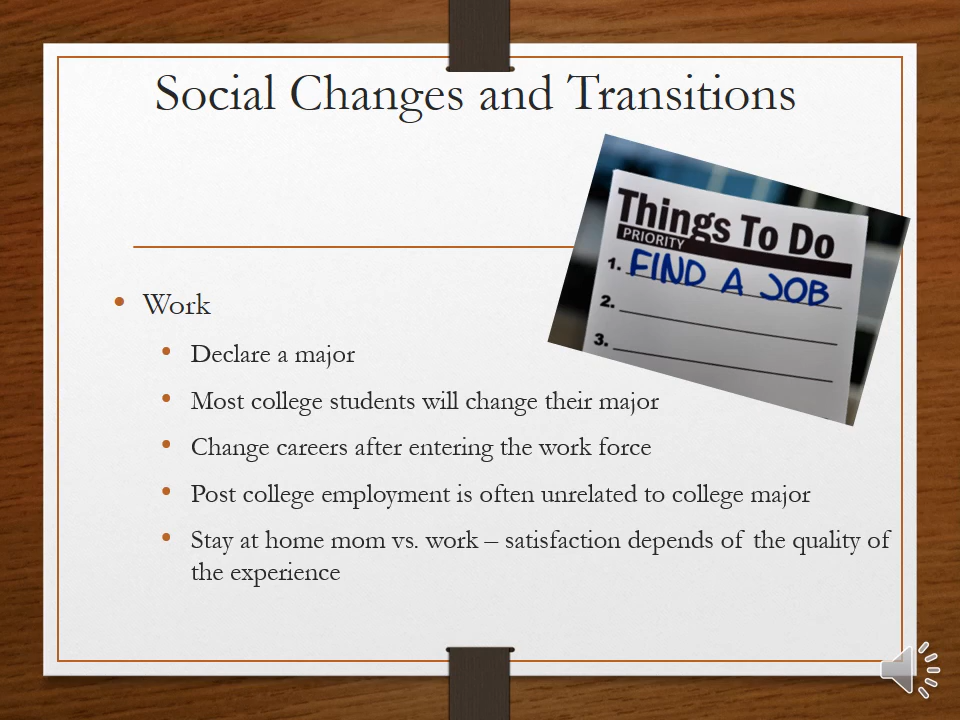 Social Changes and Transitions
Things To Do
PRIORITY
1. FIND A JOB
2.
3.
• Work
• Declare a major
• Most college students will change their major
• Change careers after entering the work force
• Post college employment is often unrelated to college major
• Stay at home mom vs. work – satisfaction depends of the quality of
the experience